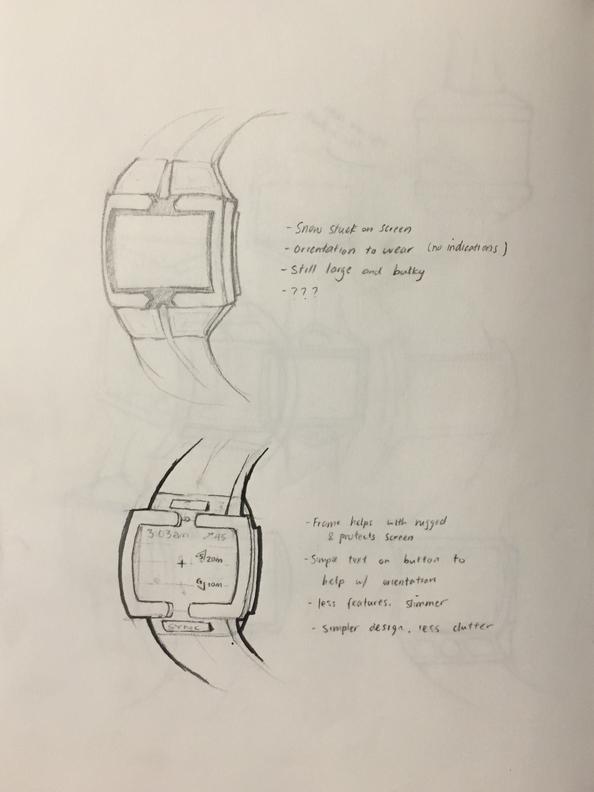 - Snow stuck on screen
- Orientation to wear (no indications)
- Still large and bulky
- ???
3:03am ↗45
20m
10m
SYNC
- Frame helps with rugged
& protects screen
- Simple text on button to
help w/ orientation
- less features. slimmer
- simpler design. less clutter